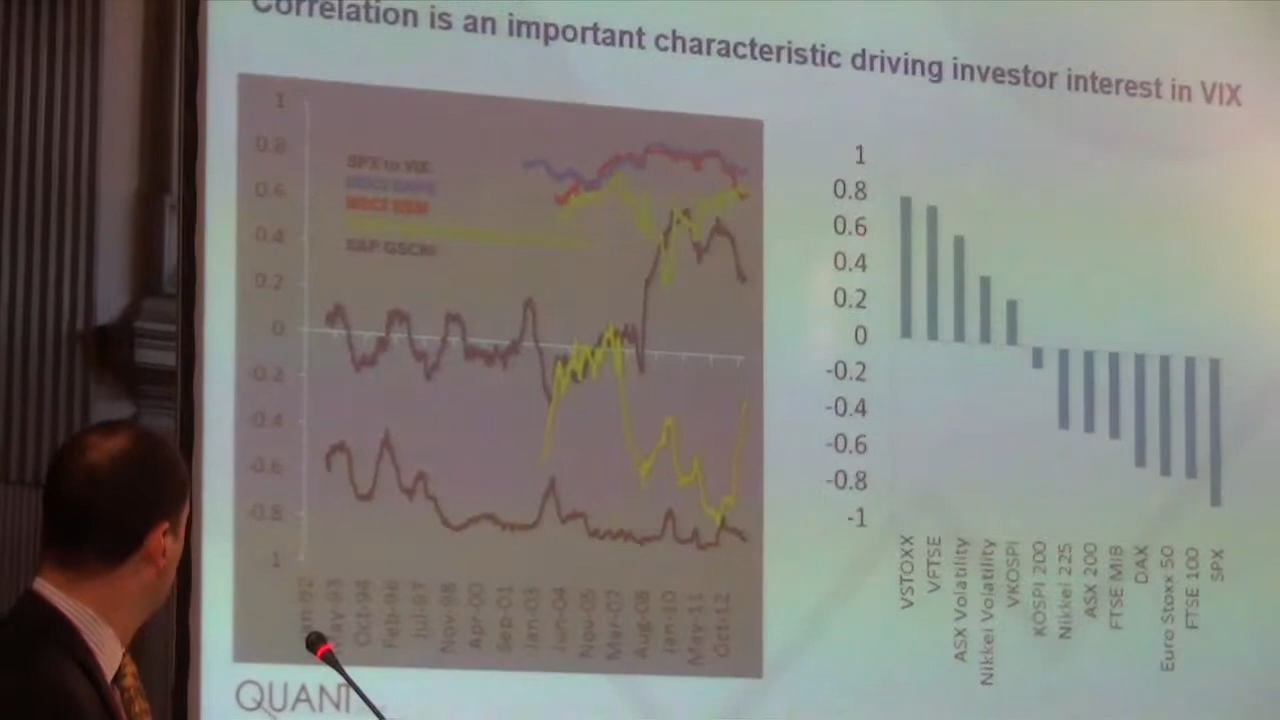 Correlation is an important characteristic driving investor interest in VIX
1
0.8
0.6
0.4
0.2
0
-0.2
-0.4
-0.6
-0.8
1
SPX to VIX
S&P GSCI
May-93
Oct-94
Feb-96
Jul-97
Nov-98
Apr-00
Sep-01
Jan-03
Jun-04
Nov-05
Mar-07
Aug-08
Jan-10
May-11
Oct-12
1
0.8
0.6
0.4
0.2
0
-0.2
-0.4
-0.6
-0.8
-1
VSTOXX
VFTSE
ASX Volatility
Nikkei Volatility
VKOSPI
KOSPI 200
Nikkei 225
ASX 200
FTSE MIB
DAX
Euro Stoxx 50
FTSE 100
SPX
QUANT